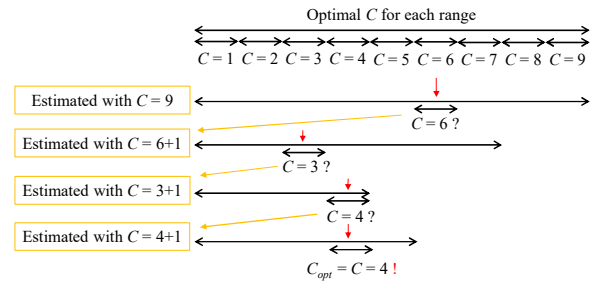 Optimal C for each range
C = 1 C = 2 C = 3 C = 4 C = 5 C = 6 C = 7 C = 8 C = 9
Estimated with C = 9
C = 6 ?
Estimated with C = 6+1
C = 3 ?
Estimated with C = 3+1
C = 4 ?
Estimated with C = 4+1
Copt = C = 4 !